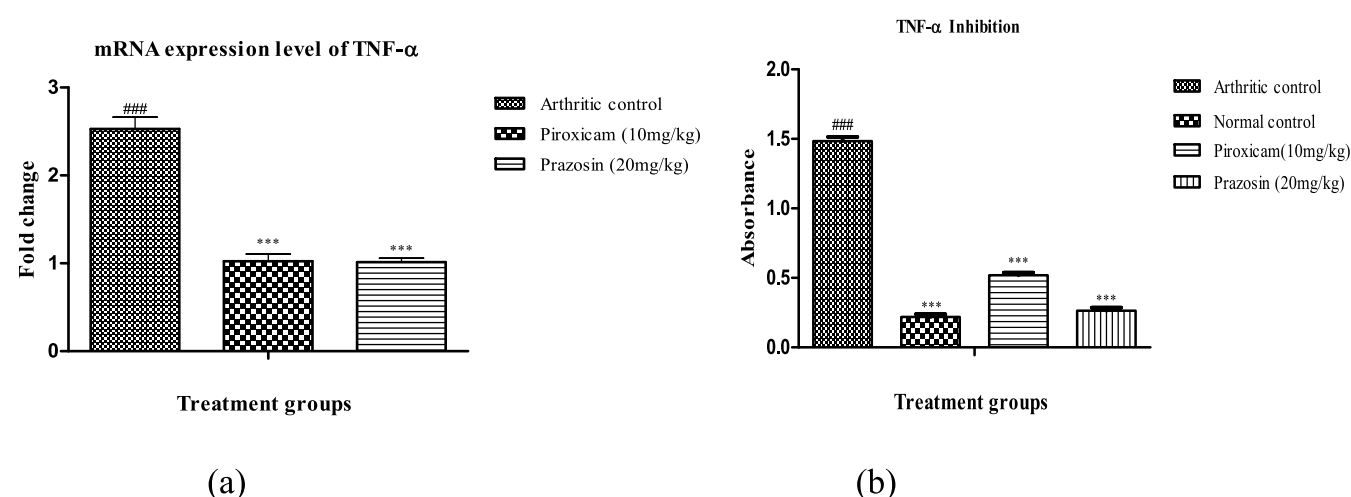 mRNA expression level of TNF-α
Fold change
3
2
1
0
###
***
***
Arthritic control
Piroxicam (10mg/kg)
Prazosin (20mg/kg)
Treatment groups
(a)
TNF-α Inhibition
Absorbance
2.0
1.5
1.0
0.5
0.0
###
***
***
***
Arthritic control
Normal control
Piroxicam(10mg/kg)
Prazosin (20mg/kg)
Treatment groups
(b)